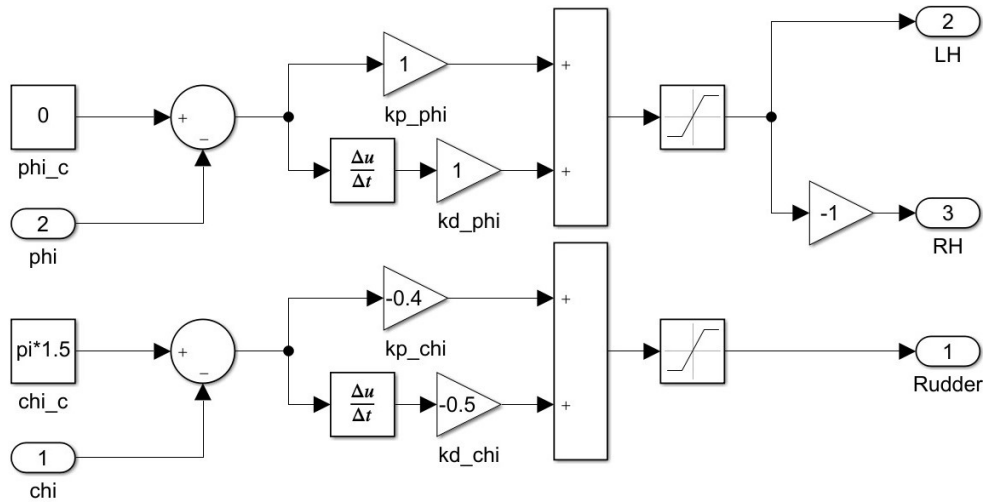 2
LH
1
+
0
+
kp_phi
−
phi_c
Δu
Δt
1
+
2
-1
3
phi
kd_phi
RH
-0.4
+
pi*1.5
+
kp_chi
1
−
chi_c
Δu
Δt
-0.5
+
Rudder
1
kd_chi
chi